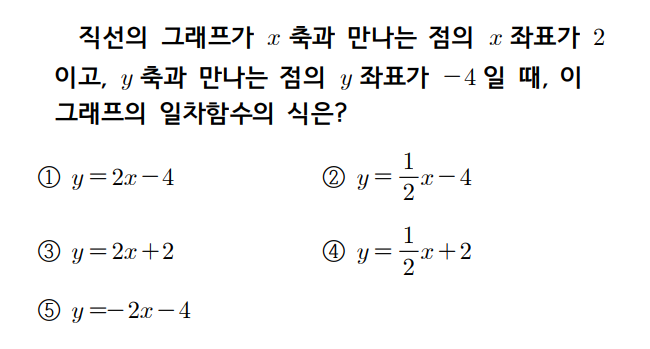 직선의 그래프가 x 축과 만나는 점의 x 좌표가 2
이고, y 축과 만나는 점의 y 좌표가 −4 일 때, 이
그래프의 일차함수의 식은?
① y=2x−4 ② y=\frac{1}{2}x−4
③ y=2x+2 ④ y=\frac{1}{2}x+2
⑤ y=−2x−4